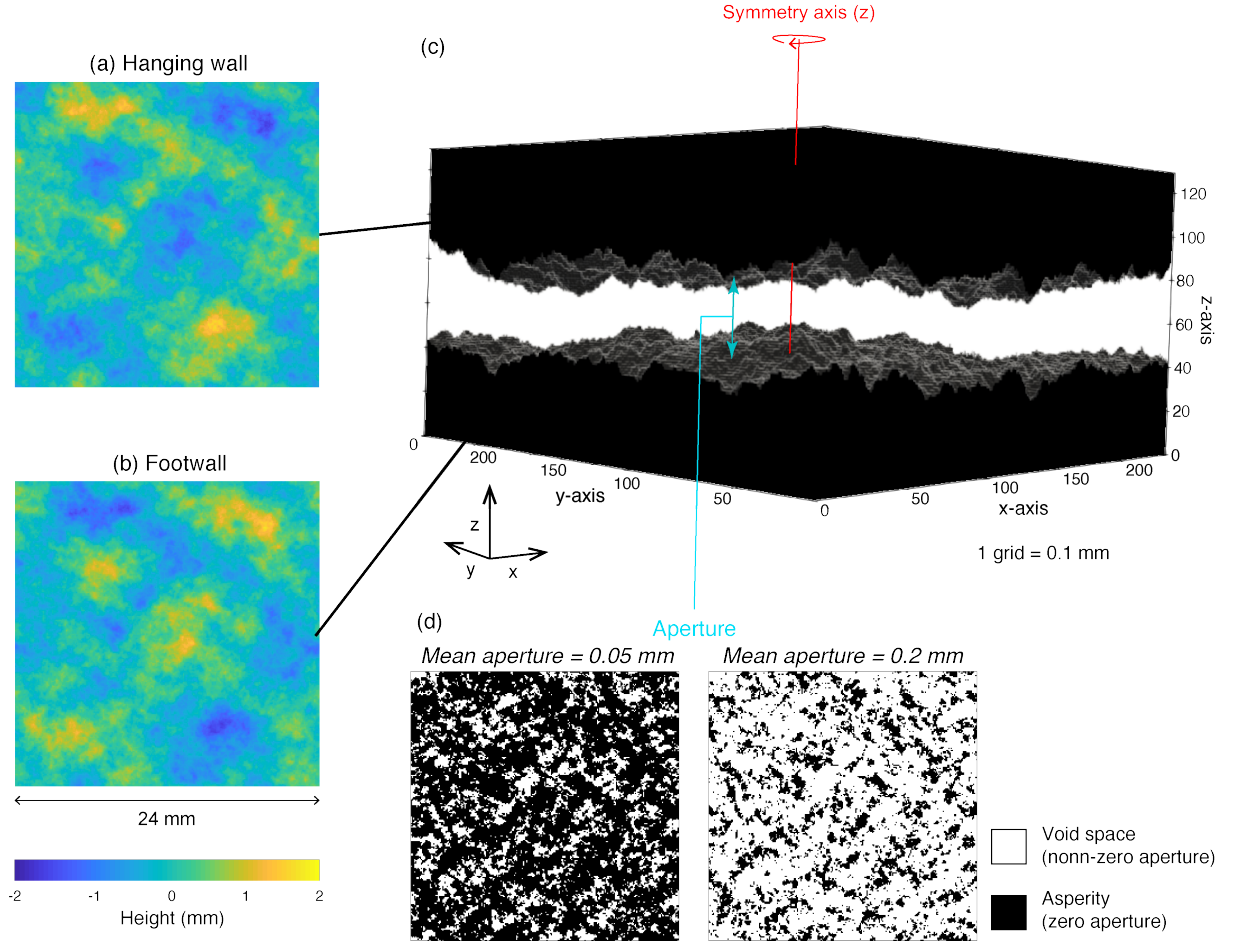 Symmetry axis (z)
(a) Hanging wall
(c)
120
100
80
60
40
20
0
z-axis
(b) Footwall
0
200
150
100
50
y-axis
0
50
100
150
200
x-axis
z
y
x
1 grid = 0.1 mm
Aperture
24 mm
-2
-1
0
1
2
Height (mm)
(d)
Mean aperture = 0.05 mm
Mean aperture = 0.2 mm
Void space
(nonn-zero aperture)
Asperity
(zero aperture)